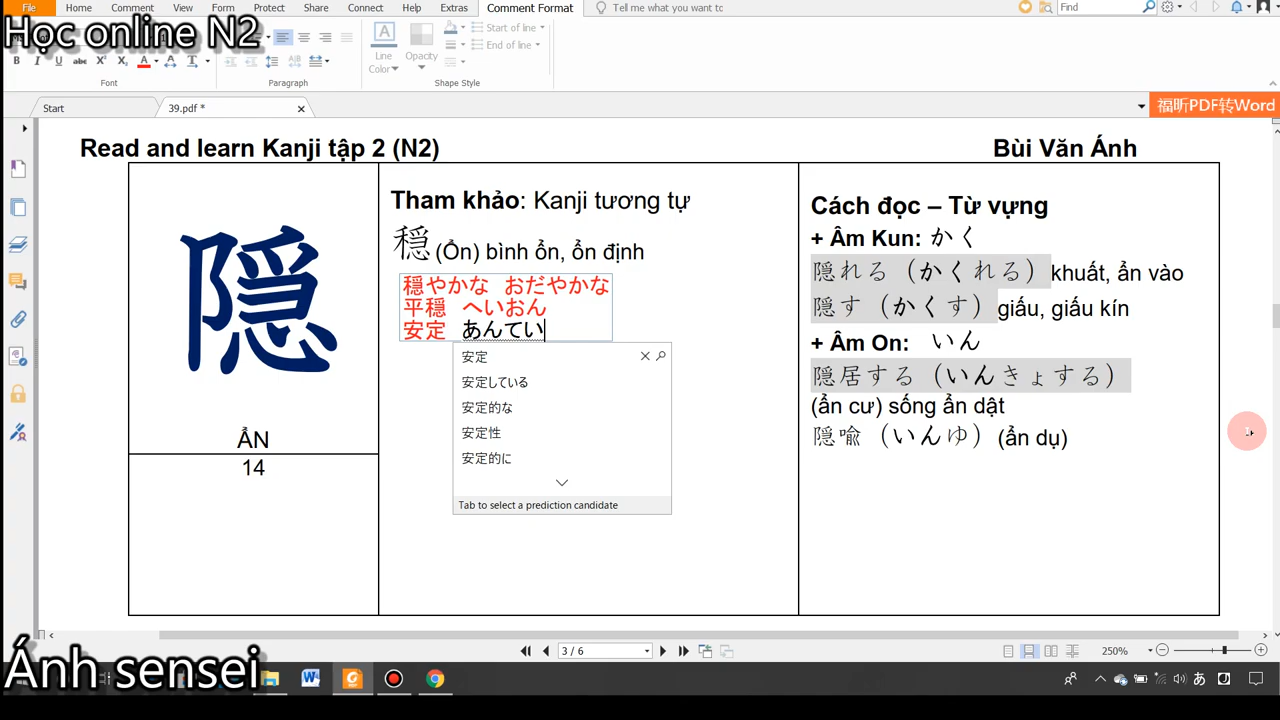 File Home Comment View Form Protect Share Connect Help Extras Comment Format Tell me what you want to Find
Học online N2
Line Color
Opacity
Start of line
End of line
Font Paragraph Shape Style
Start 39.pdf * 福昕PDF转Word
Read and learn Kanji tập 2 (N2) Bùi Văn Ánh
隠
ẨN
14
Tham khảo: Kanji tương tự
穏 (Ổn) bình ổn, ổn định
穏やかな おだやかな
平穏 へいおん
安定 あんてい
安定
安定している
安定的な
安定性
安定的に
Tab to select a prediction candidate
Cách đọc – Từ vựng
+ Âm Kun: かく
隠れる（かくれる）khuất, ẩn vào
隠す（かくす）giấu, giấu kín
+ Âm On: いん
隠居する（いんきょする）
(ẩn cư) sống ẩn dật
隠喩（いんゆ）(ẩn dụ)
3 / 6 250%
Ánh sensei
あ